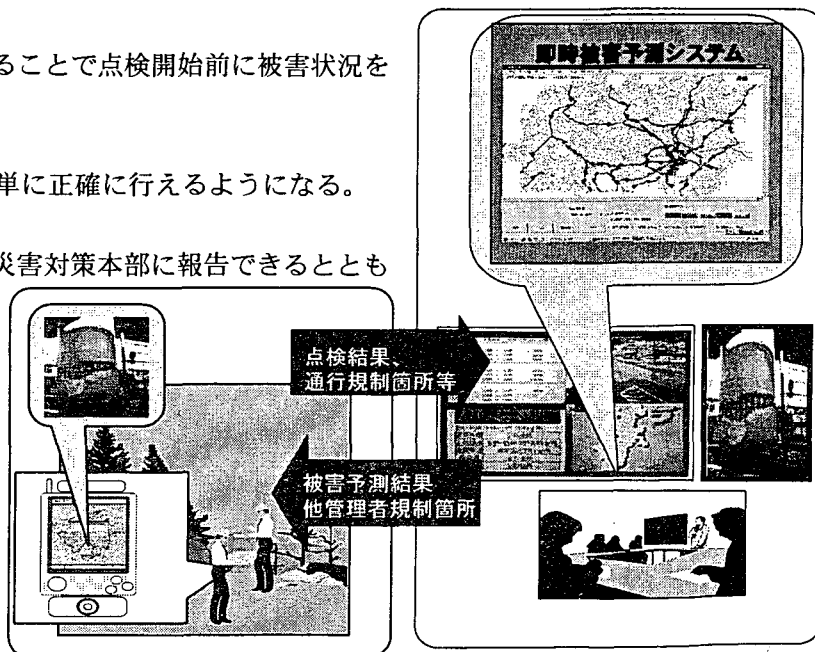 ることで点検開始前に被害状況を
単に正確に行えるようになる。
災害対策本部に報告できるととも
即時被害予測システム
点検結果、
通行規制箇所等
被害予測結果
他管理者規制箇所